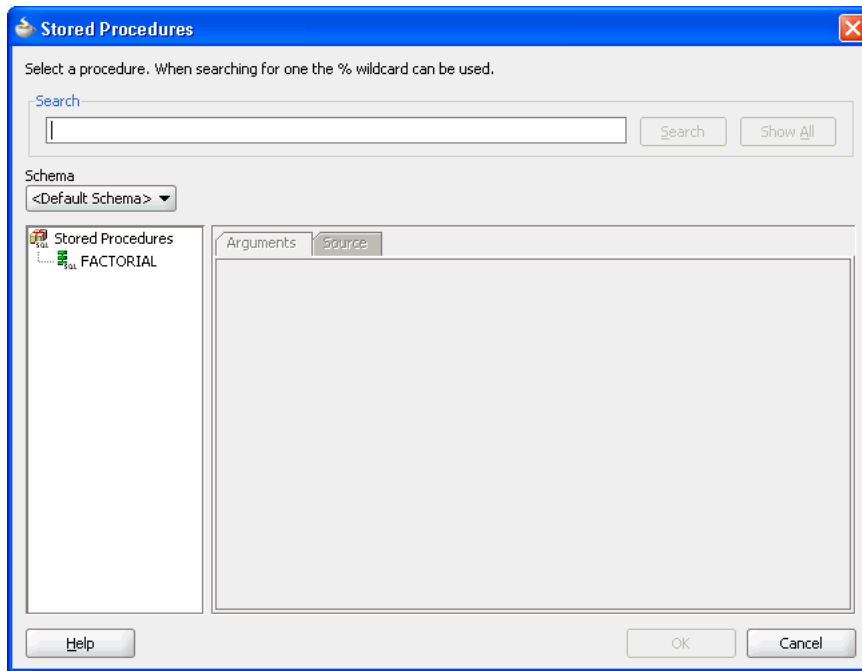 Stored Procedures
Select a procedure. When searching for one the % wildcard can be used.
Search
Search Show All
Schema
<Default Schema>
Stored Procedures
FACTORIAL
Arguments Source
Help OK Cancel